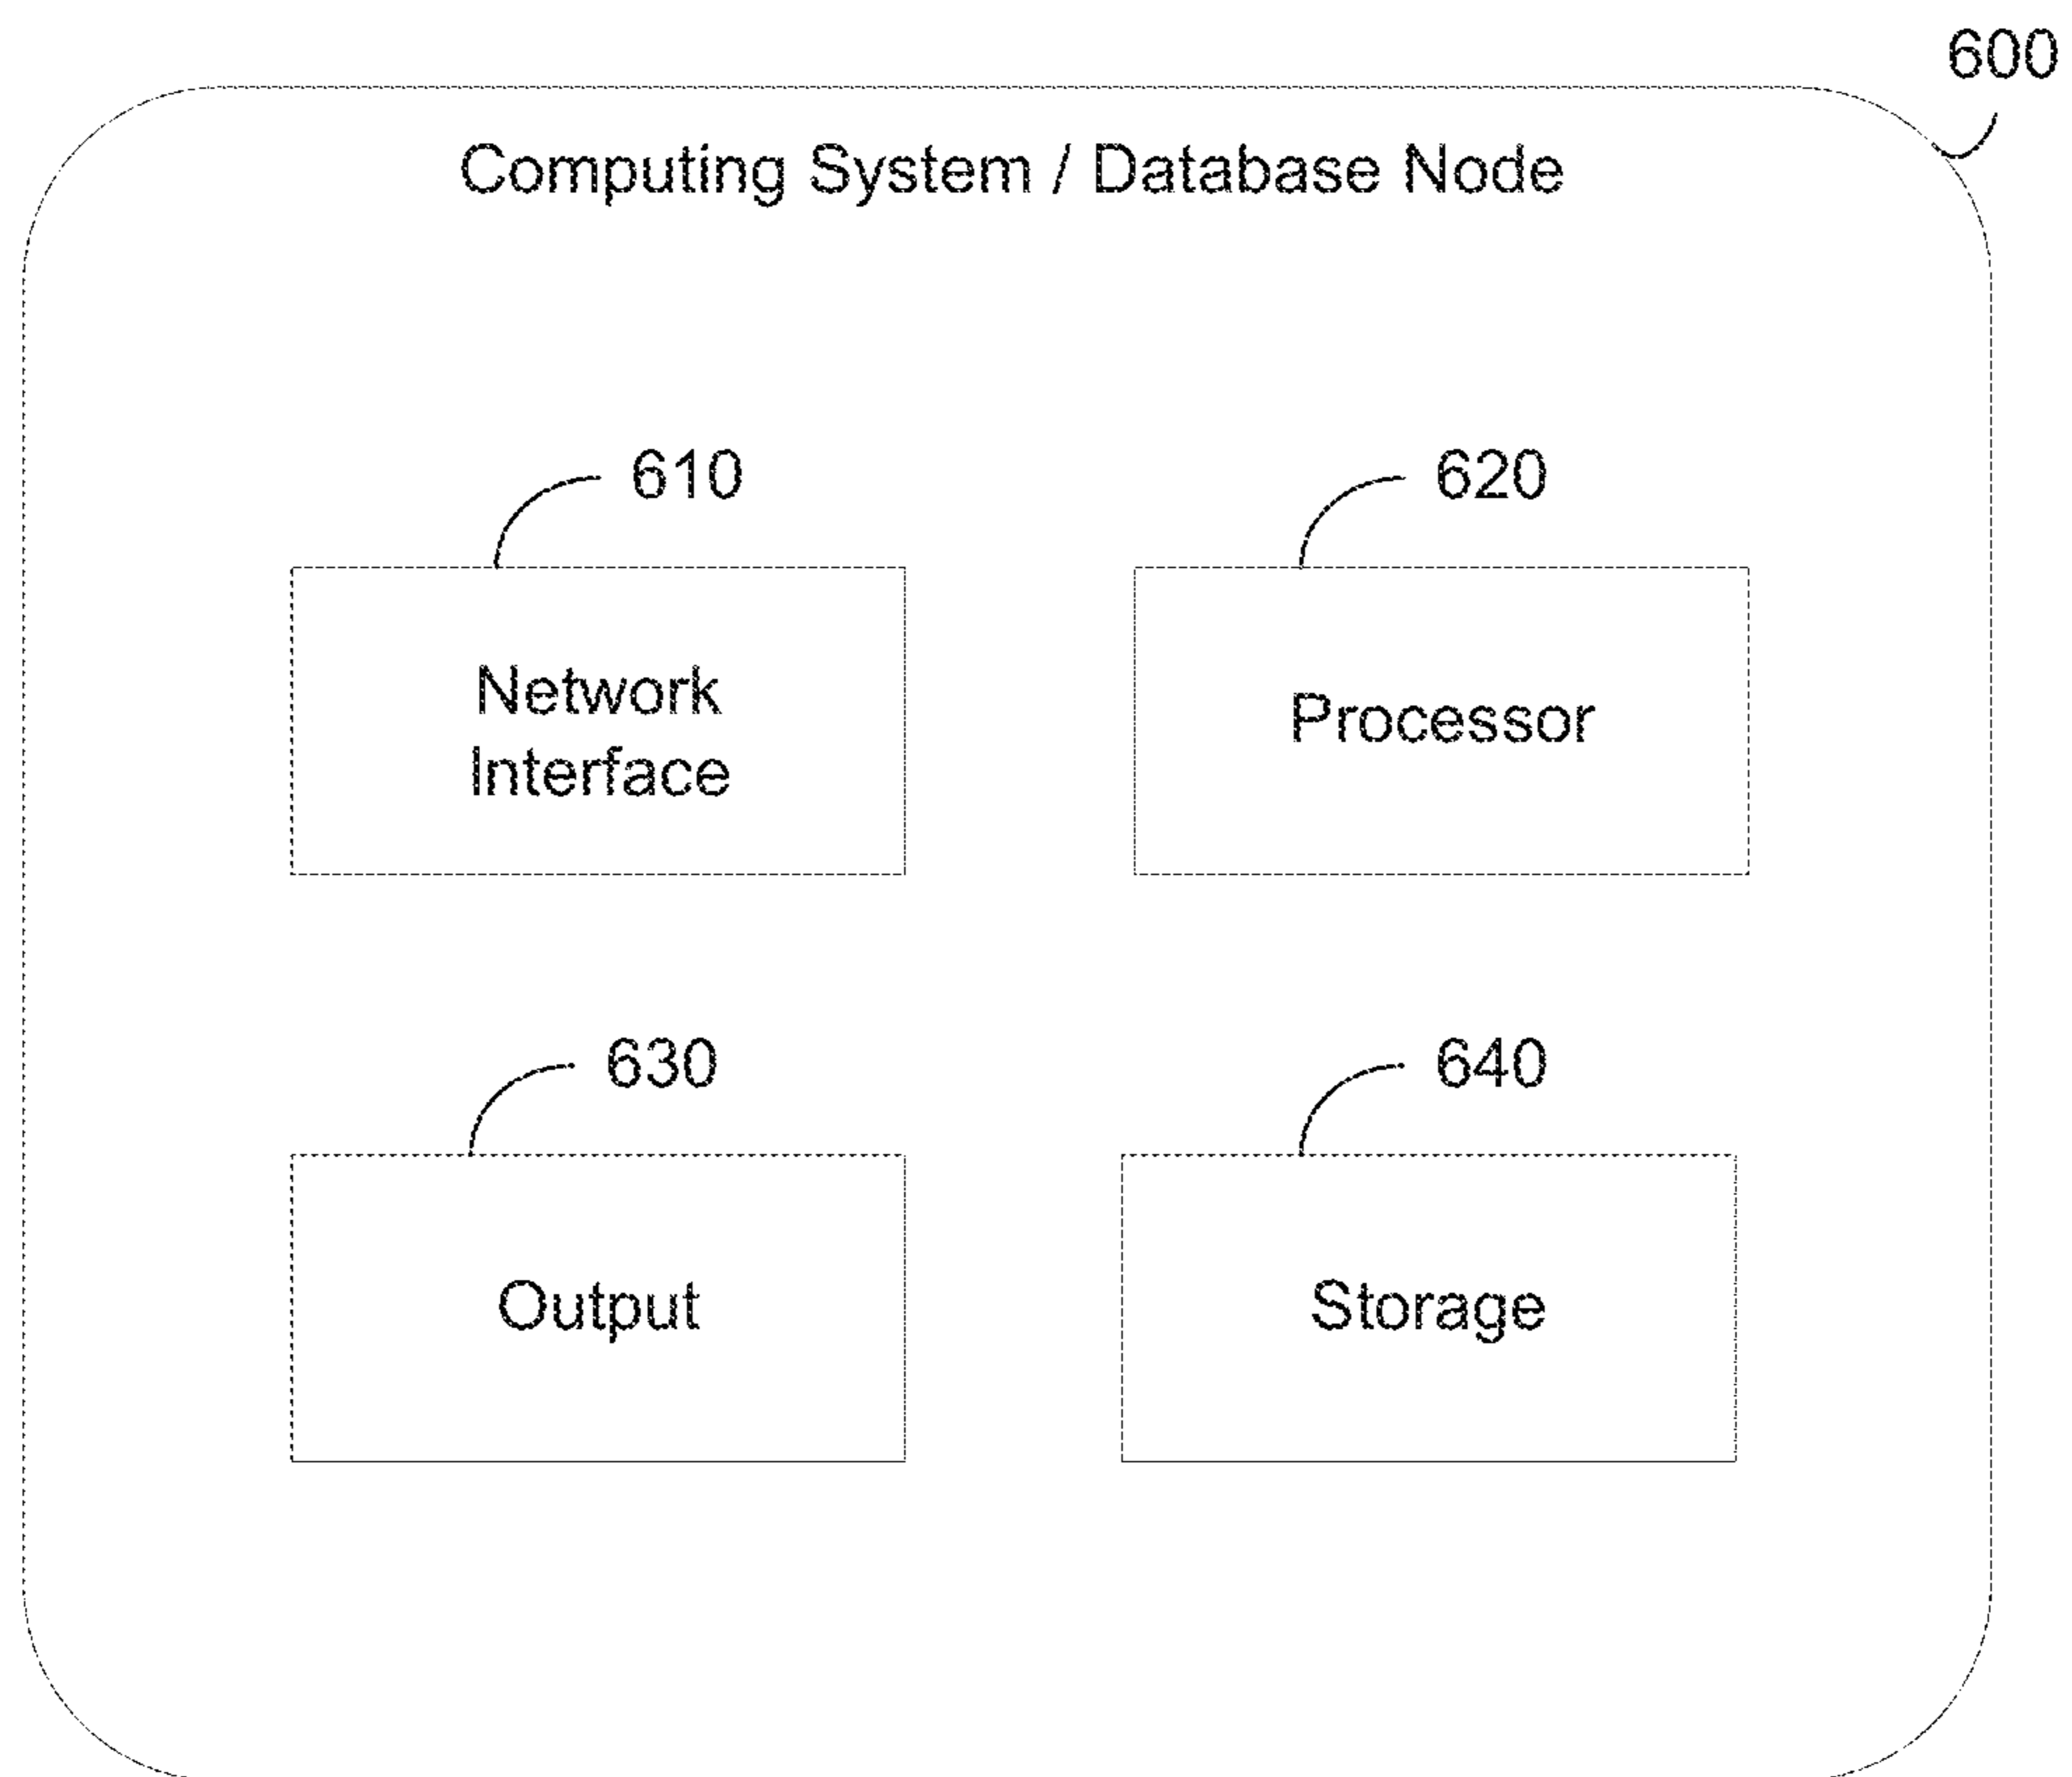 600
Computing System / Database Node
610
620
Network
Interface
Processor
630
640
Output
Storage